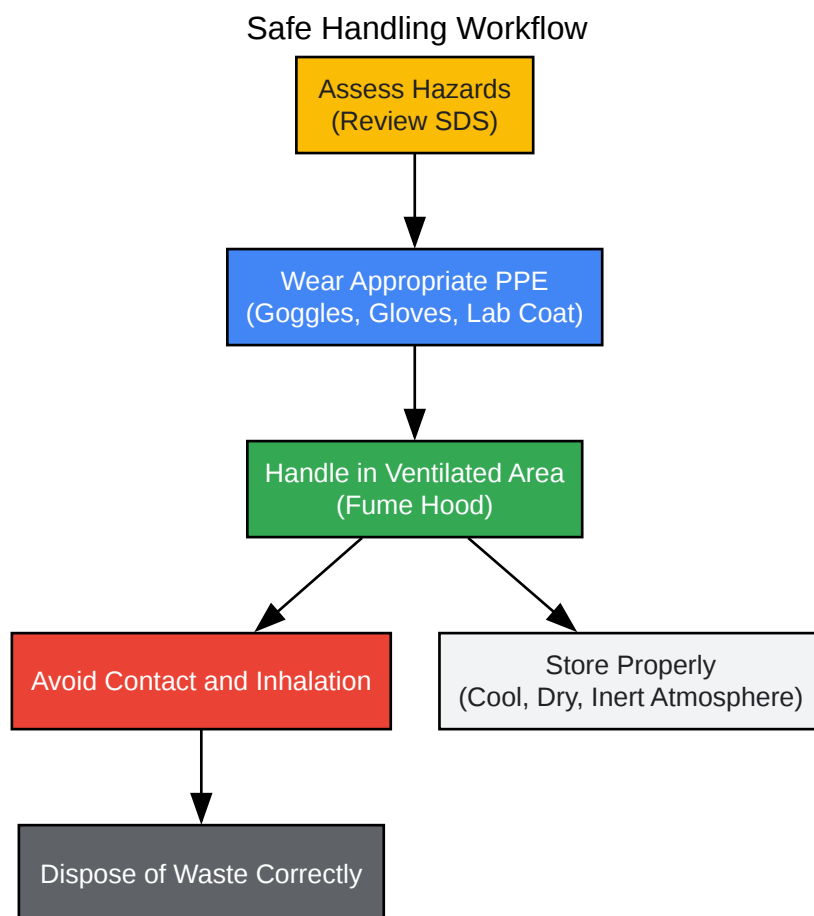 Safe Handling Workflow
Assess Hazards
(Review SDS)
Wear Appropriate PPE
(Goggles, Gloves, Lab Coat)
Handle in Ventilated Area
(Fume Hood)
Avoid Contact and Inhalation
Store Properly
(Cool, Dry, Inert Atmosphere)
Dispose of Waste Correctly